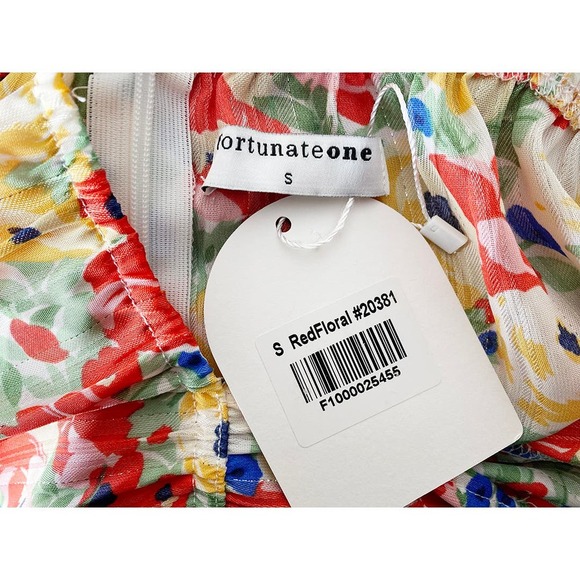 fortunateone
S
S RedFloral #20381
F1000025455